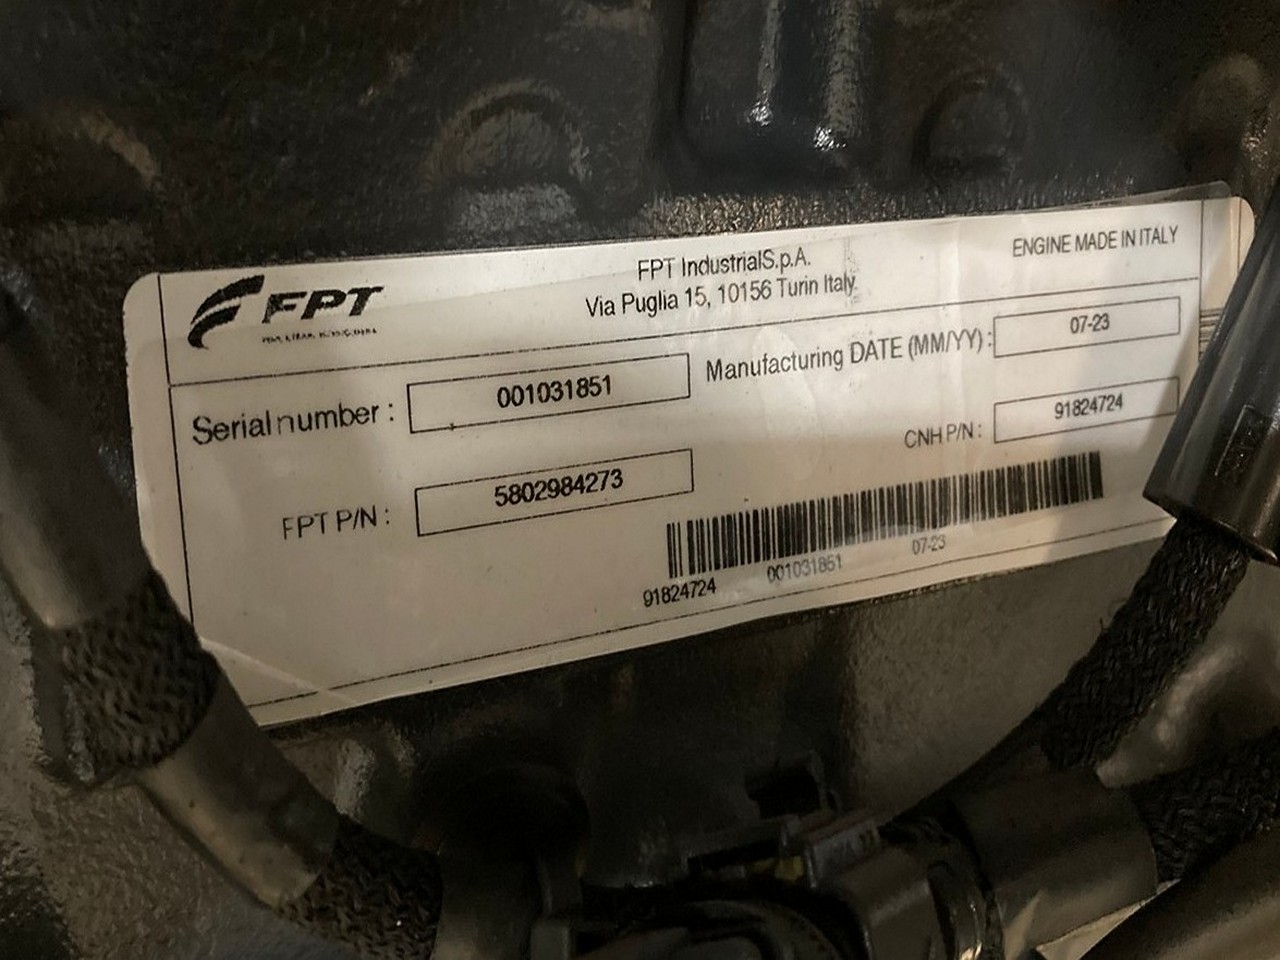 FPT
FPT IndustrialS.p.A.
Via Puglia 15, 10156 Turin Italy.
ENGINE MADE IN ITALY
Serial number : 001031851
Manufacturing DATE (MM/YY) : 07-23
FPT P/N : 5802984273
CNH P/N : 91824724
91824724 001031851 07-23